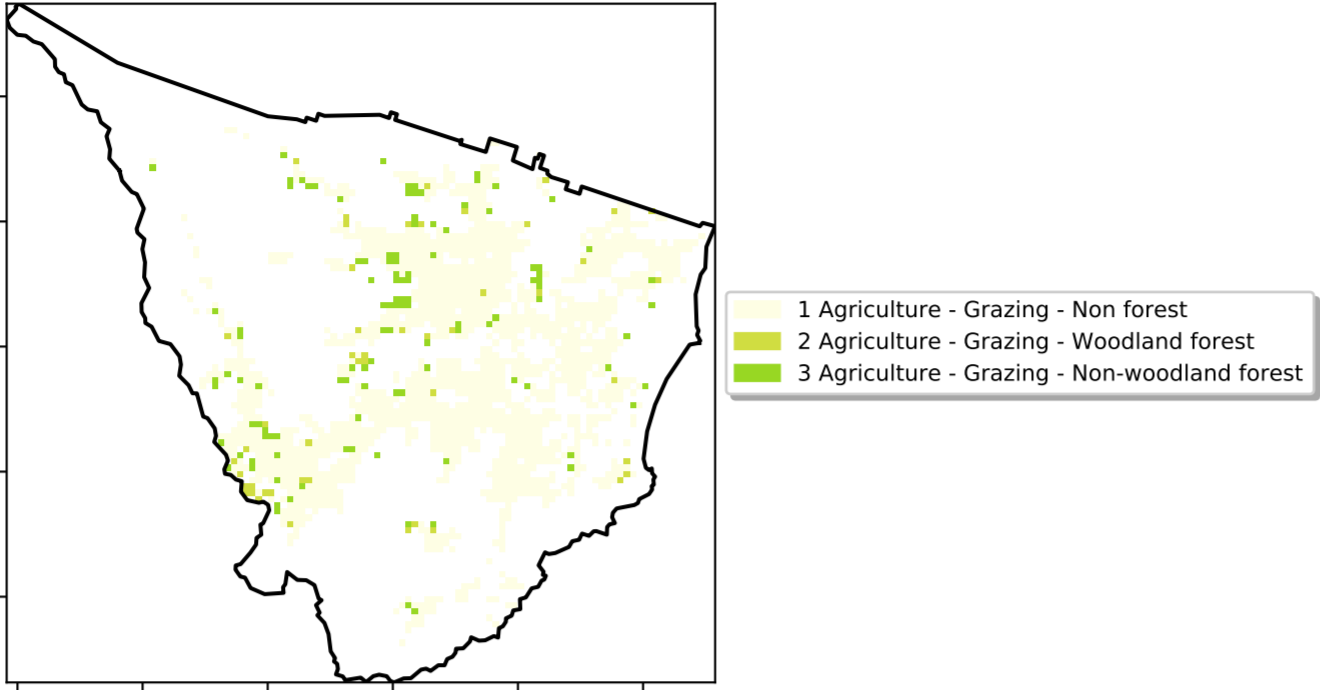 1 Agriculture - Grazing - Non forest
2 Agriculture - Grazing - Woodland forest
3 Agriculture - Grazing - Non-woodland forest